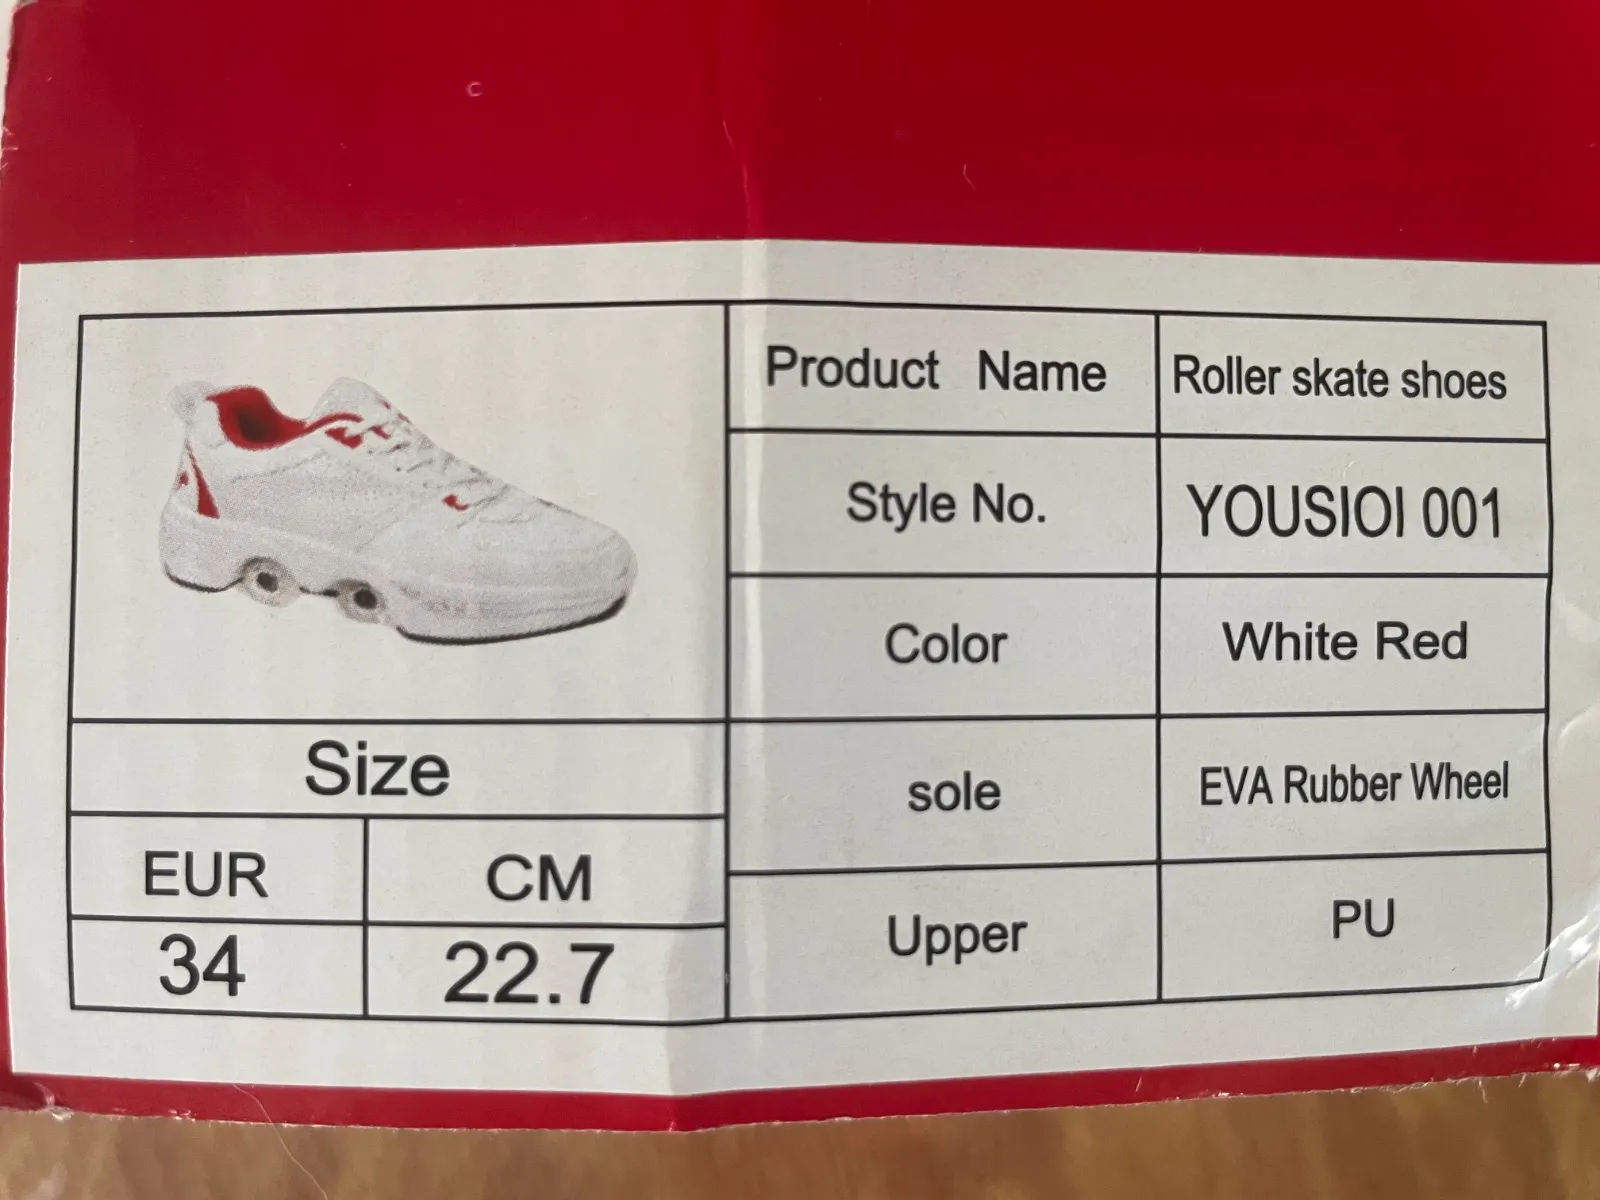 Product Name Roller skate shoes
Style No. YOUSIOI 001
Color White Red
sole EVA Rubber Wheel
Upper PU
Size
EUR CM
34 22.7